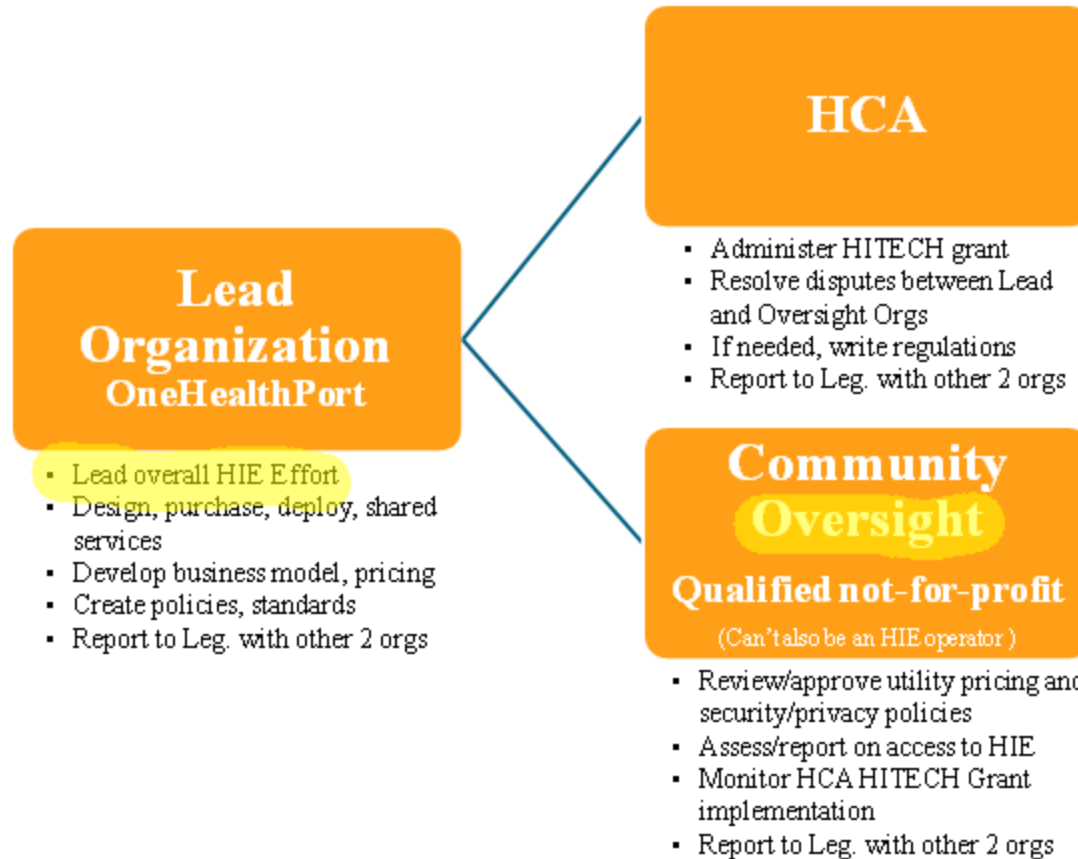 Lead
Organization
OneHealthPort
▪ Lead overall HIE Effort
▪ Design, purchase, deploy, shared
services
▪ Develop business model, pricing
▪ Create policies, standards
▪ Report to Leg. with other 2 orgs
HCA
▪ Administer HITECH grant
▪ Resolve disputes between Lead
and Oversight Orgs
▪ If needed, write regulations
▪ Report to Leg. with other 2 orgs
Community
Oversight
Qualified not-for-profit
(Can't also be an HIE operator )
▪ Review/approve utility pricing and
security/privacy policies
▪ Assess/report on access to HIE
▪ Monitor HCA HITECH Grant
implementation
▪ Report to Leg. with other 2 orgs